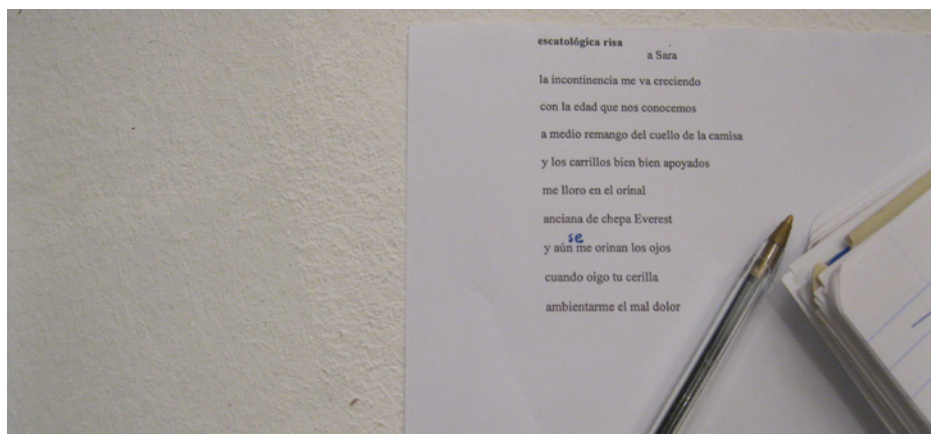 escatológica risa
a Sara
la incontinencia me va creciendo
con la edad que nos conocemos
a medio remango del cuello de la camisa
y los carrillos bien bien apoyados
me lloro en el orinal
anciana de chepa Everest
y aún se me orinan los ojos
cuando oigo tu cerilla
ambientarme el mal dolor